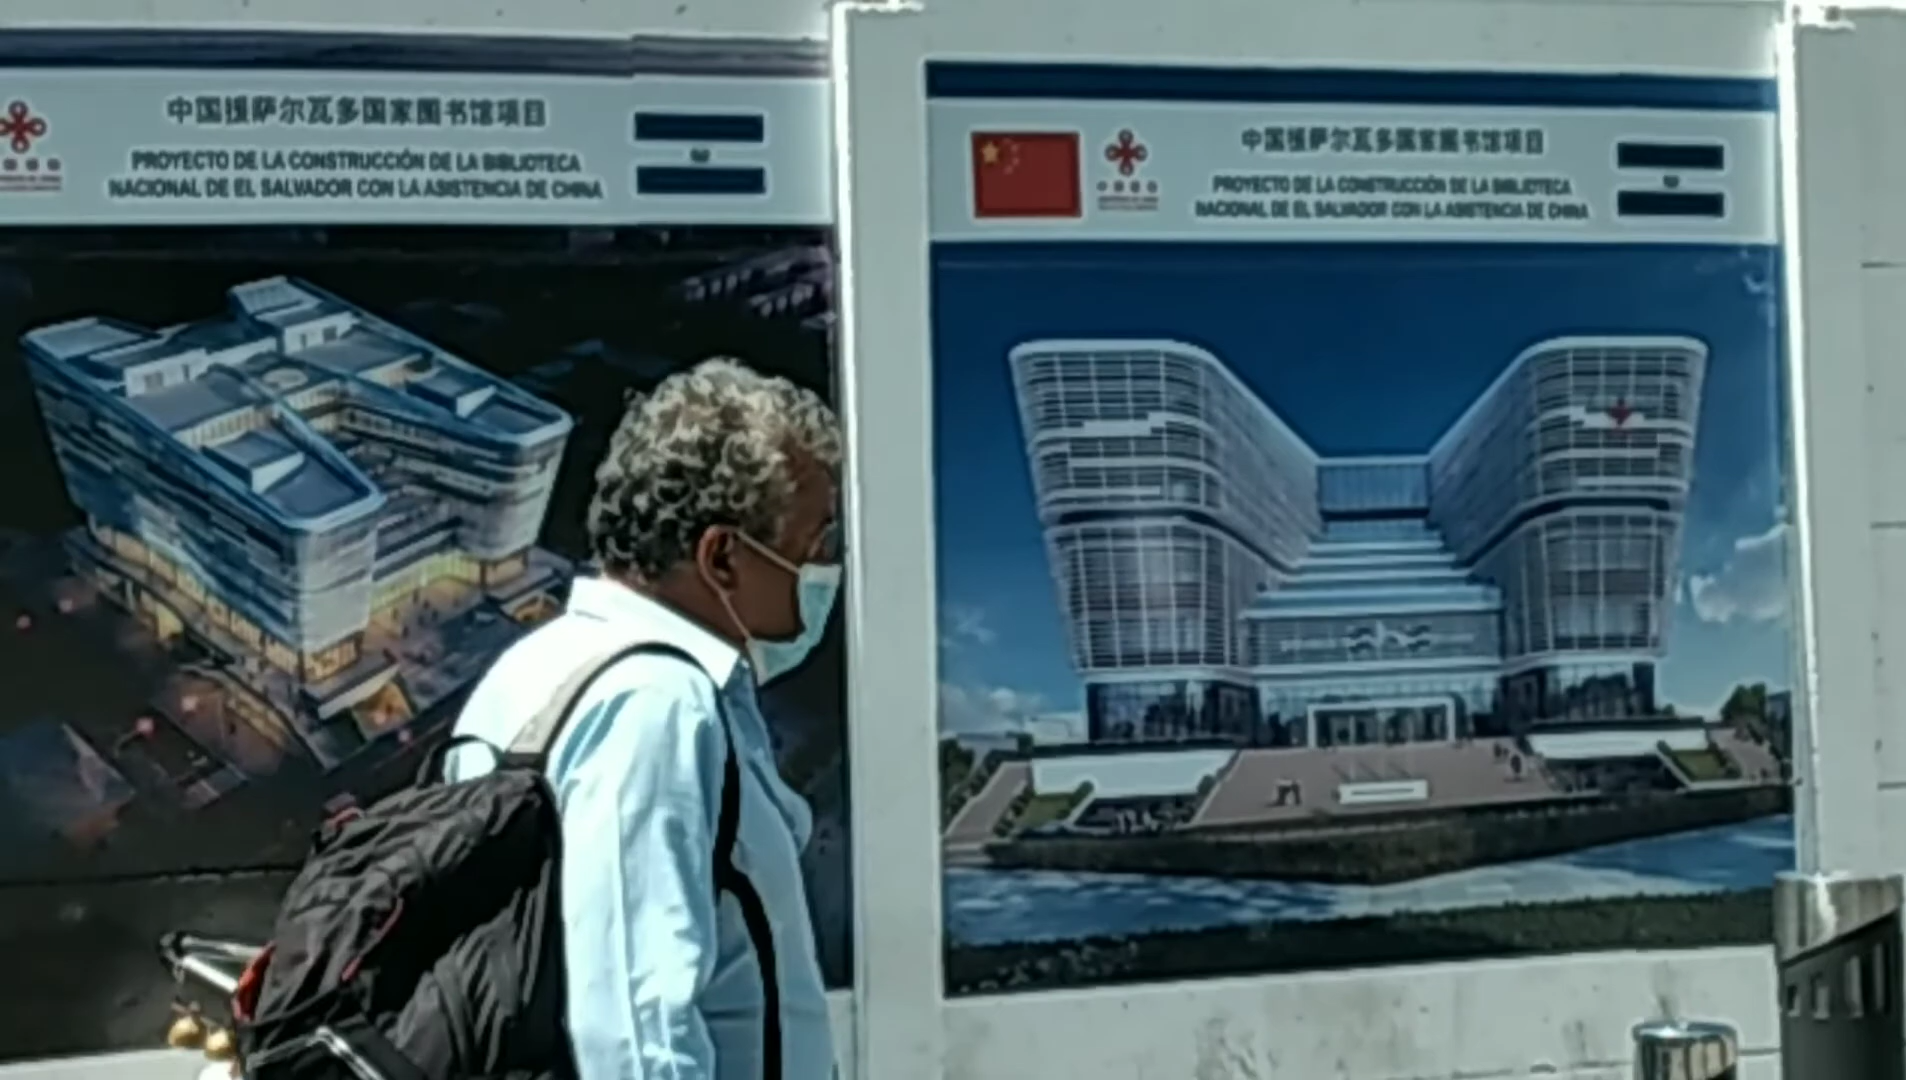 中国援萨尔瓦多国家图书馆项目
PROYECTO DE LA CONSTRUCCIÓN DE LA BIBLIOTECA
NACIONAL DE EL SALVADOR CON LA ASISTENCIA DE CHINA
中国援萨尔瓦多国家图书馆项目
PROYECTO DE LA CONSTRUCCIÓN DE LA BIBLIOTECA
NACIONAL DE EL SALVADOR CON LA ASISTENCIA DE CHINA